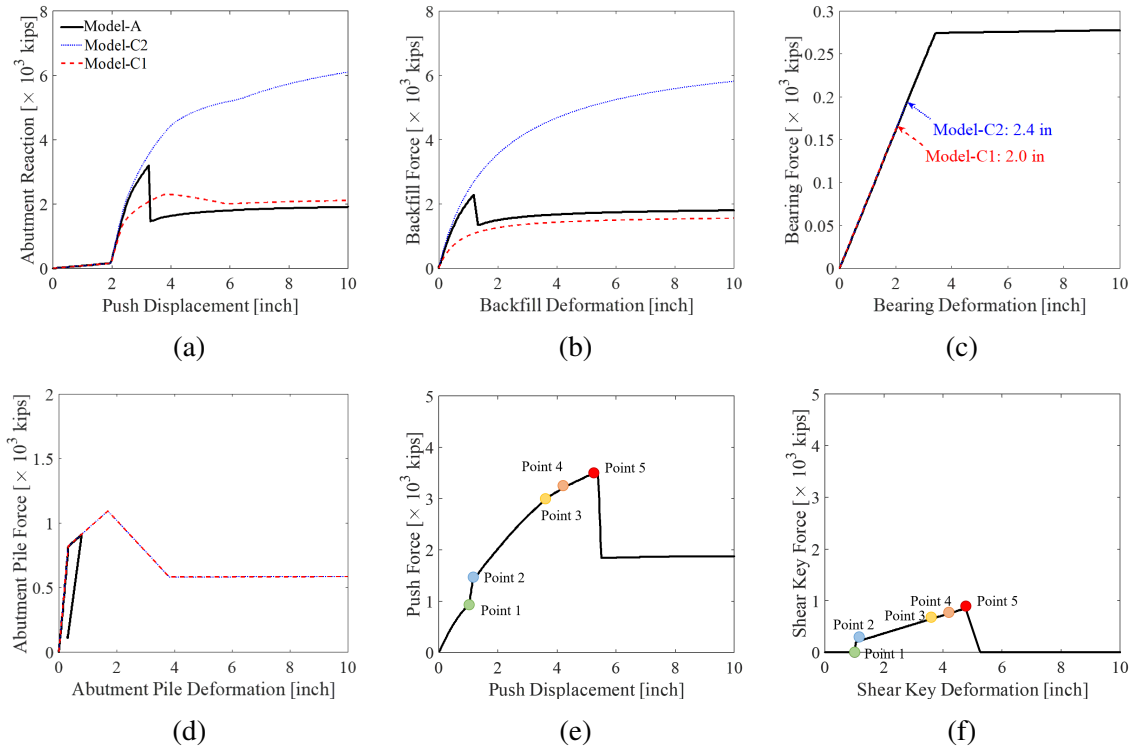 Abutment Reaction [× 10³ kips]
8
6
4
2
0
Model-A
Model-C2
Model-C1
0 2 4 6 8 10
Push Displacement [inch]
(a)
Backfill Force [× 10³ kips]
8
6
4
2
0
0 2 4 6 8 10
Backfill Deformation [inch]
(b)
Bearing Force [× 10³ kips]
0.3
0.25
0.2
0.15
0.1
0.05
0
Model-C2: 2.4 in
Model-C1: 2.0 in
0 2 4 6 8 10
Bearing Deformation [inch]
(c)
Abutment Pile Force [× 10³ kips]
2
1.5
1
0.5
0
0 2 4 6 8 10
Abutment Pile Deformation [inch]
(d)
Push Force [× 10³ kips]
5
4
3
2
1
0
Point 4
Point 5
Point 3
Point 2
Point 1
0 2 4 6 8 10
Push Displacement [inch]
(e)
Shear Key Force [× 10³ kips]
5
4
3
2
1
0
Point 4
Point 5
Point 3
Point 2
Point 1
0 2 4 6 8 10
Shear Key Deformation [inch]
(f)